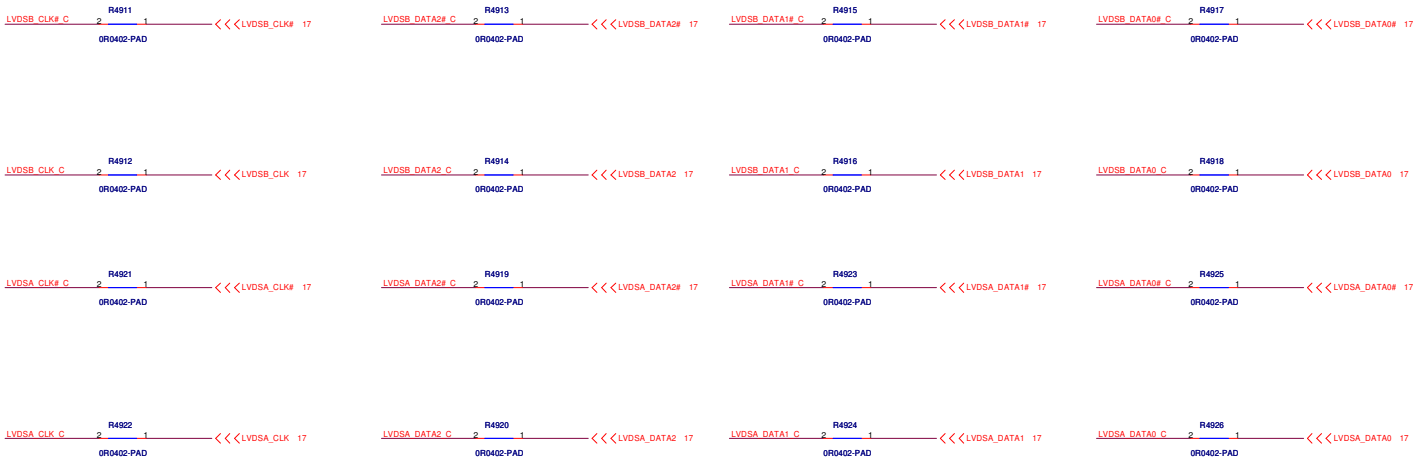 R4911 R4913 R4915 R4917
LVDSB_CLK#_C 2 1 LVDSB_CLK# 17 LVDSB_DATA2#_C 2 1 LVDSB_DATA2# 17 LVDSB_DATA1#_C 2 1 LVDSB_DATA1# 17 LVDSB_DATA0#_C 2 1 LVDSB_DATA0# 17
0R0402-PAD 0R0402-PAD 0R0402-PAD 0R0402-PAD
R4912 R4914 R4916 R4918
LVDSB_CLK_C 2 1 LVDSB_CLK 17 LVDSB_DATA2_C 2 1 LVDSB_DATA2 17 LVDSB_DATA1_C 2 1 LVDSB_DATA1 17 LVDSB_DATA0_C 2 1 LVDSB_DATA0 17
0R0402-PAD 0R0402-PAD 0R0402-PAD 0R0402-PAD
R4921 R4919 R4923 R4925
LVDSA_CLK#_C 2 1 LVDSA_CLK# 17 LVDSA_DATA2#_C 2 1 LVDSA_DATA2# 17 LVDSA_DATA1#_C 2 1 LVDSA_DATA1# 17 LVDSA_DATA0#_C 2 1 LVDSA_DATA0# 17
0R0402-PAD 0R0402-PAD 0R0402-PAD 0R0402-PAD
R4922 R4920 R4924 R4926
LVDSA_CLK_C 2 1 LVDSA_CLK 17 LVDSA_DATA2_C 2 1 LVDSA_DATA2 17 LVDSA_DATA1_C 2 1 LVDSA_DATA1 17 LVDSA_DATA0_C 2 1 LVDSA_DATA0 17
0R0402-PAD 0R0402-PAD 0R0402-PAD 0R0402-PAD